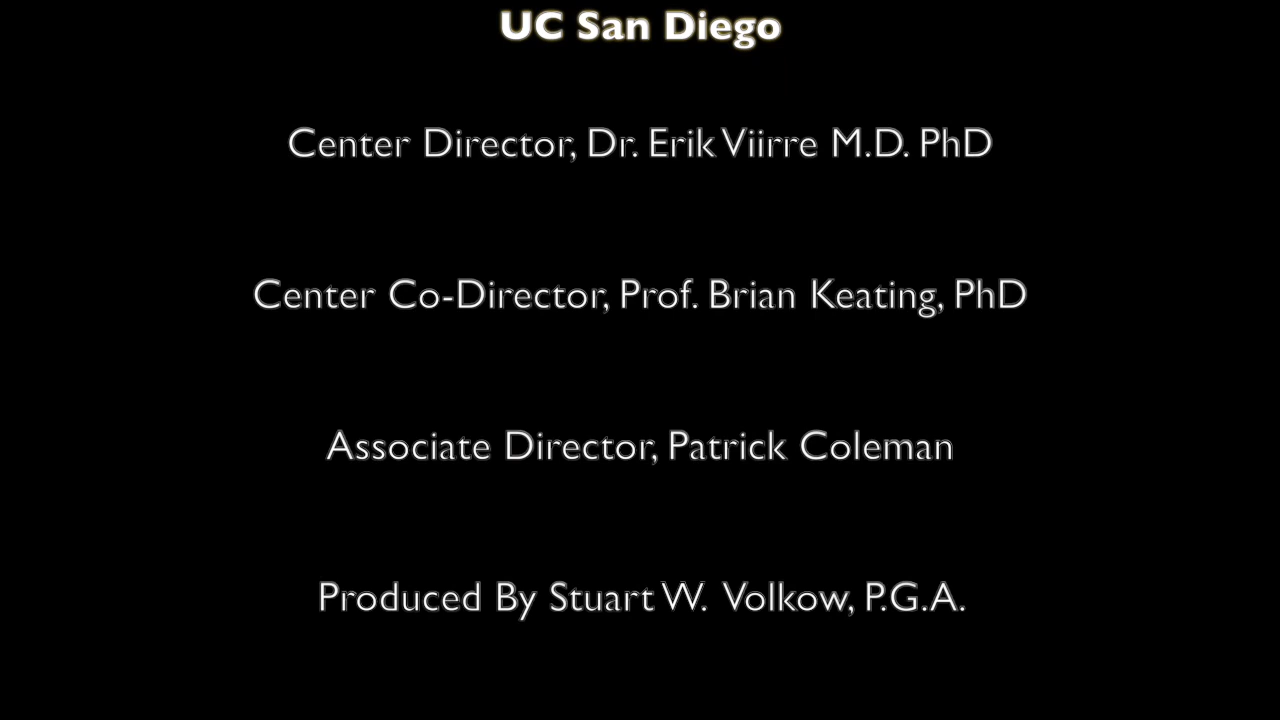 UC San Diego
Center Director, Dr. Erik Viirre M.D. PhD
Center Co-Director, Prof. Brian Keating, PhD
Associate Director, Patrick Coleman
Produced By Stuart W. Volkow, P.G.A.